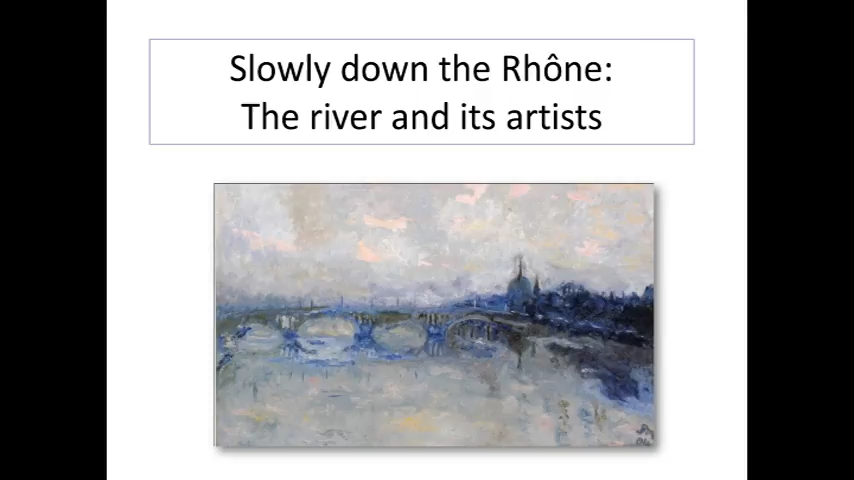 Slowly down the Rhône:
The river and its artists